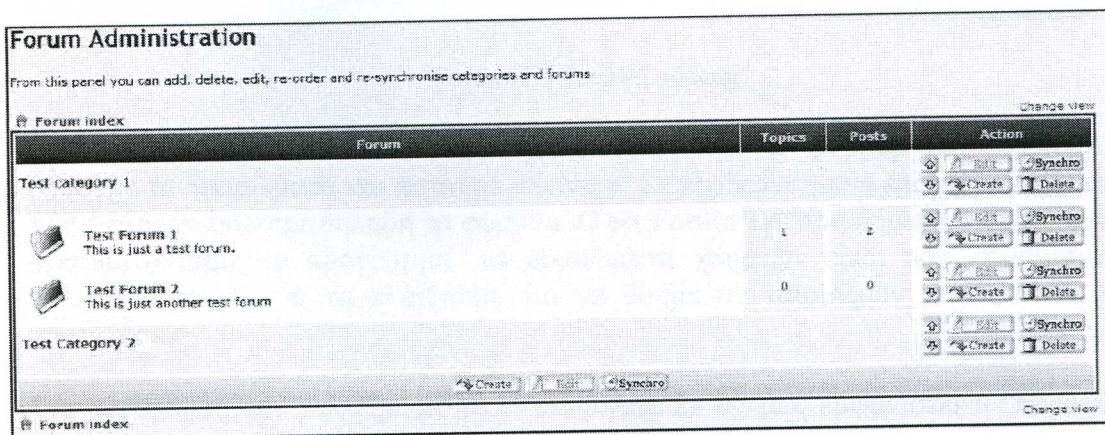 Forum Administration
From this panel you can add, delete, edit, re-order and re-synchronise categories and forums
Change view
Forum index
Forum Topics Posts Action
Test Category 1
Edit Synchro
Create Delete
Test Forum 1
This is just a test forum.
2
Edit Synchro
Create Delete
Test Forum 2
This is just another test forum
0 0
Edit Synchro
Create Delete
Test Category 2
Edit Synchro
Create Delete
Create Edit Synchro
Change view
Forum index